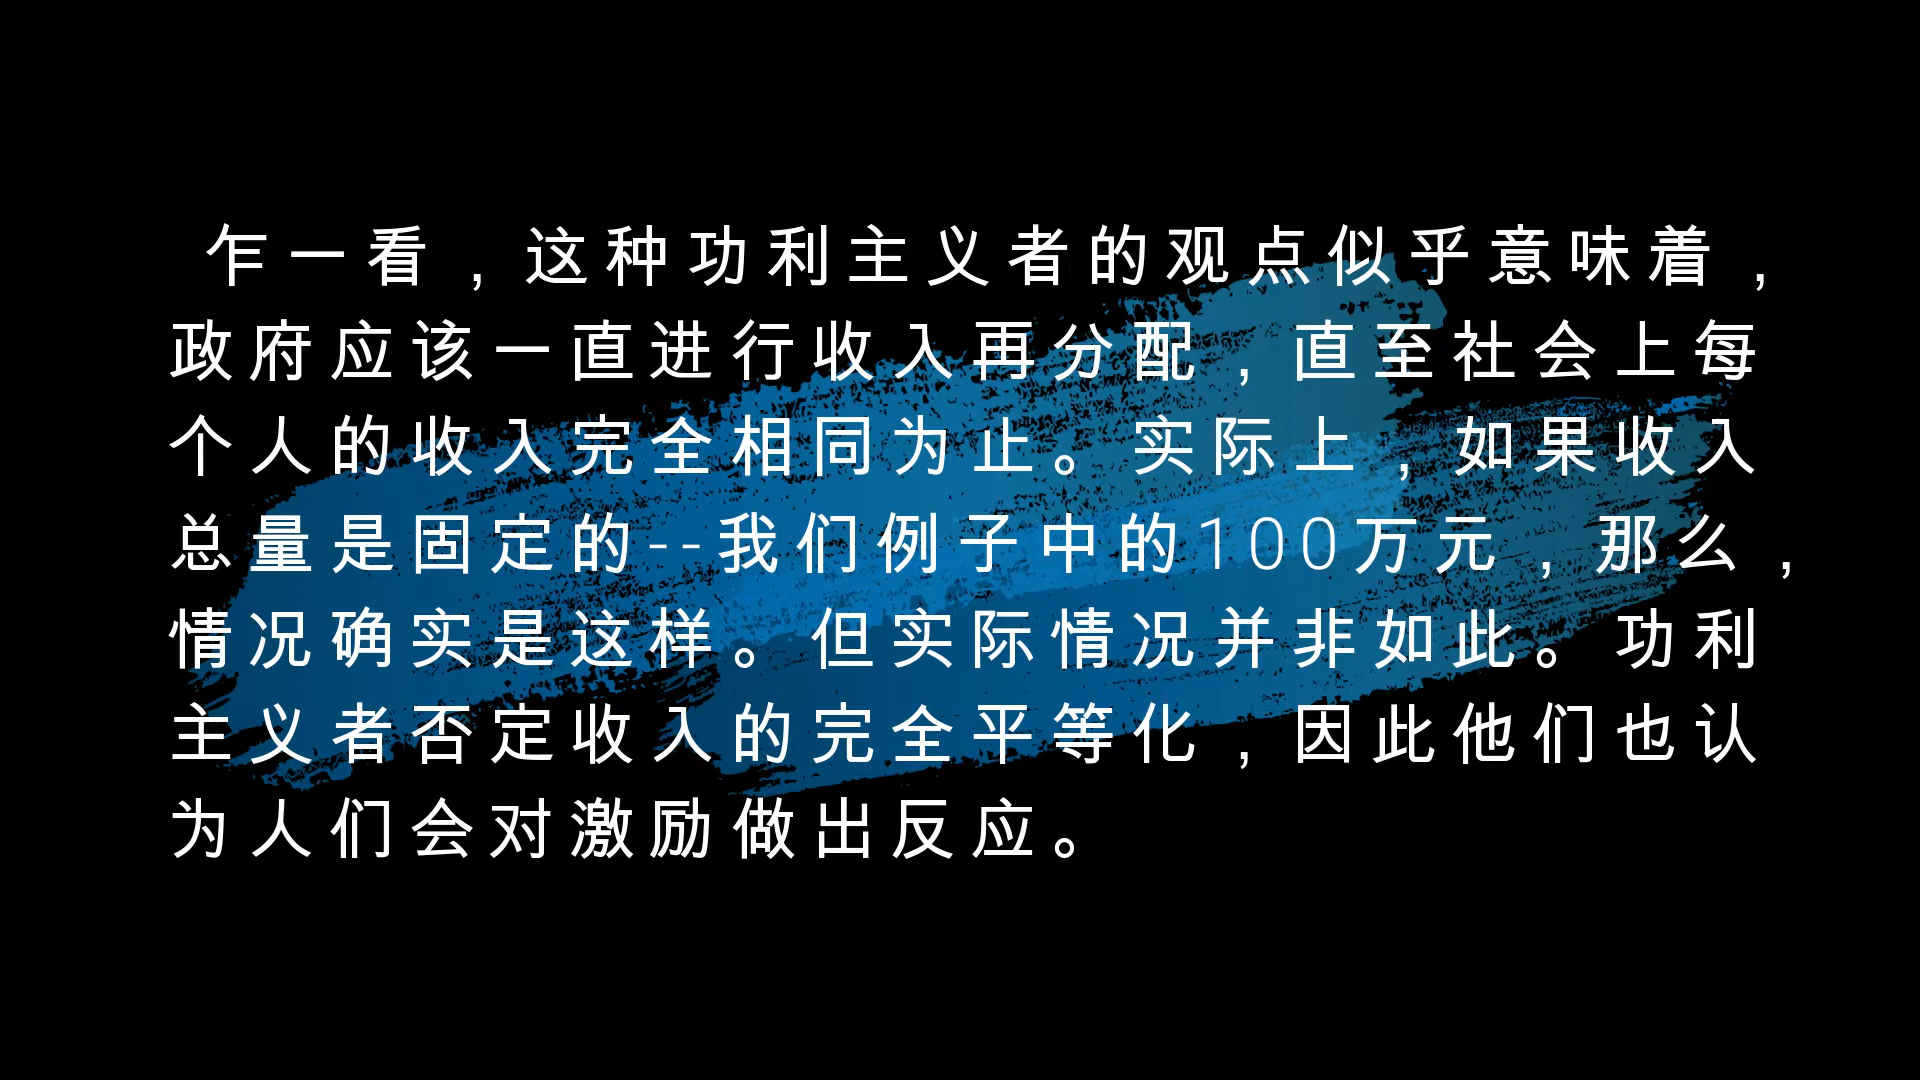 乍一看，这种功利主义者的观点似乎意味着，
政府应该一直进行收入再分配，直至社会上每
个人的收入完全相同为止。实际上，如果收入
总量是固定的--我们例子中的100万元，那么，
情况确实是这样。但实际情况并非如此。功利
主义者否定收入的完全平等化，因此他们也认
为人们会对激励做出反应。